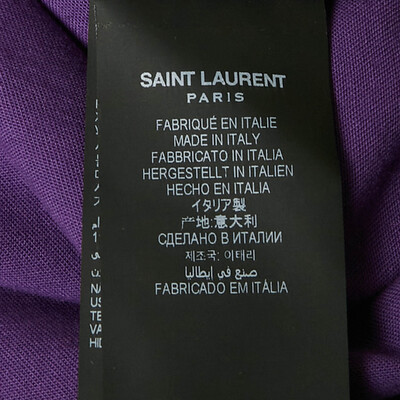 SAINT LAURENT
PARIS
FABRIQUÉ EN ITALIE
MADE IN ITALY
FABBRICATO IN ITALIA
HERGESTELLT IN ITALIEN
HECHO EN ITALIA
イタリア製
产地:意大利
СДЕЛАНО В ИТАЛИИ
제조국: 이태리
صنع في إيطاليا
FABRICADO EM ITÁLIA